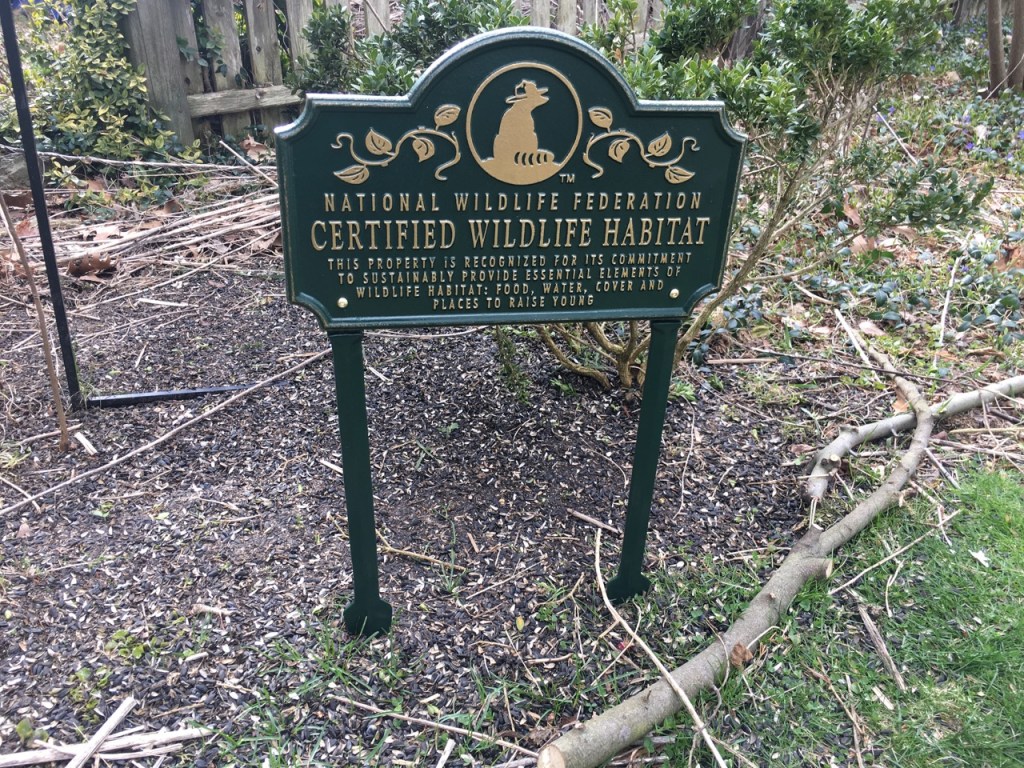 TM
NATIONAL WILDLIFE FEDERATION
CERTIFIED WILDLIFE HABITAT
THIS PROPERTY IS RECOGNIZED FOR ITS COMMITMENT
TO SUSTAINABLY PROVIDE ESSENTIAL ELEMENTS OF
WILDLIFE HABITAT: FOOD, WATER, COVER AND
PLACES TO RAISE YOUNG